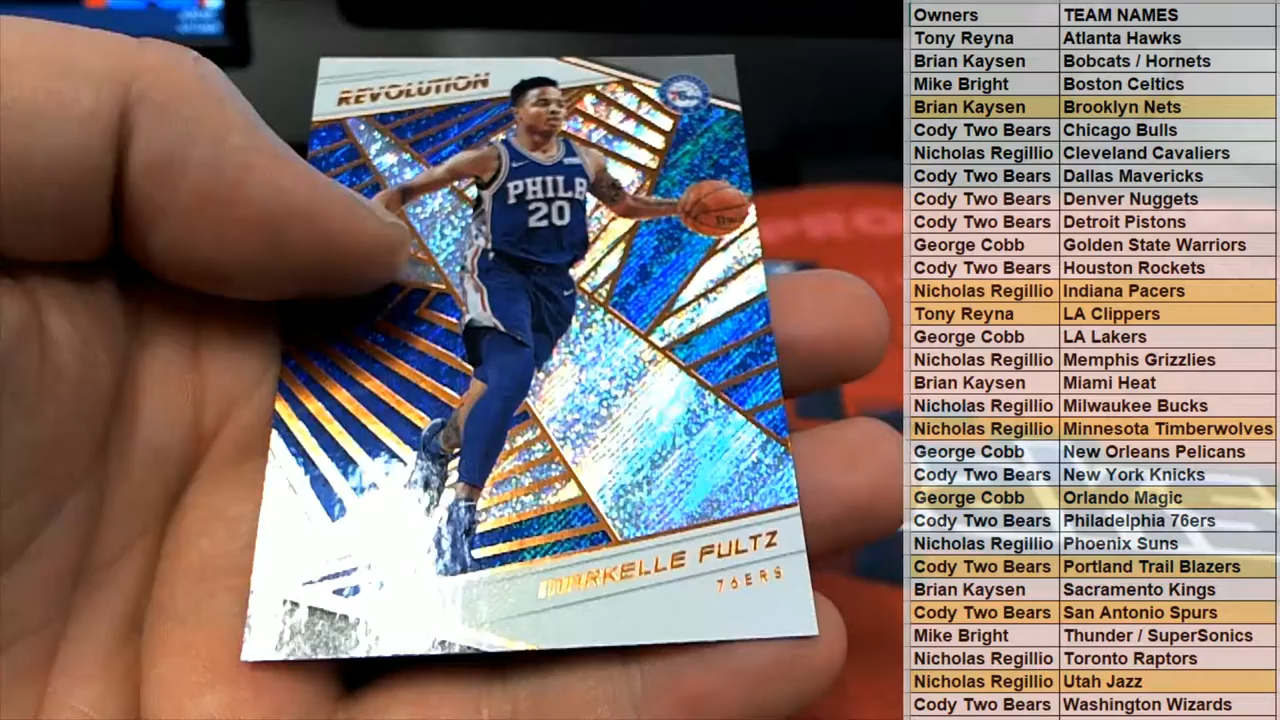 REVOLUTION
PHILA
20
MARKELLE FULTZ
76ERS
Owners TEAM NAMES
Tony Reyna Atlanta Hawks
Brian Kaysen Bobcats / Hornets
Mike Bright Boston Celtics
Brian Kaysen Brooklyn Nets
Cody Two Bears Chicago Bulls
Nicholas Regillio Cleveland Cavaliers
Cody Two Bears Dallas Mavericks
Cody Two Bears Denver Nuggets
Cody Two Bears Detroit Pistons
George Cobb Golden State Warriors
Cody Two Bears Houston Rockets
Nicholas Regillio Indiana Pacers
Tony Reyna LA Clippers
George Cobb LA Lakers
Nicholas Regillio Memphis Grizzlies
Brian Kaysen Miami Heat
Nicholas Regillio Milwaukee Bucks
Nicholas Regillio Minnesota Timberwolves
George Cobb New Orleans Pelicans
Cody Two Bears New York Knicks
George Cobb Orlando Magic
Cody Two Bears Philadelphia 76ers
Nicholas Regillio Phoenix Suns
Cody Two Bears Portland Trail Blazers
Brian Kaysen Sacramento Kings
Cody Two Bears San Antonio Spurs
Mike Bright Thunder / SuperSonics
Nicholas Regillio Toronto Raptors
Nicholas Regillio Utah Jazz
Cody Two Bears Washington Wizards